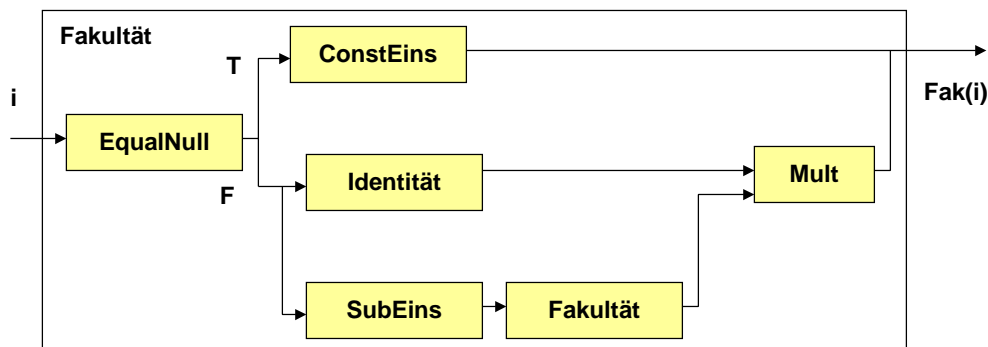 Fakultät
ConstEins
T
i
Fak(i)
EqualNull
F
Identität
Mult
SubEins
Fakultät